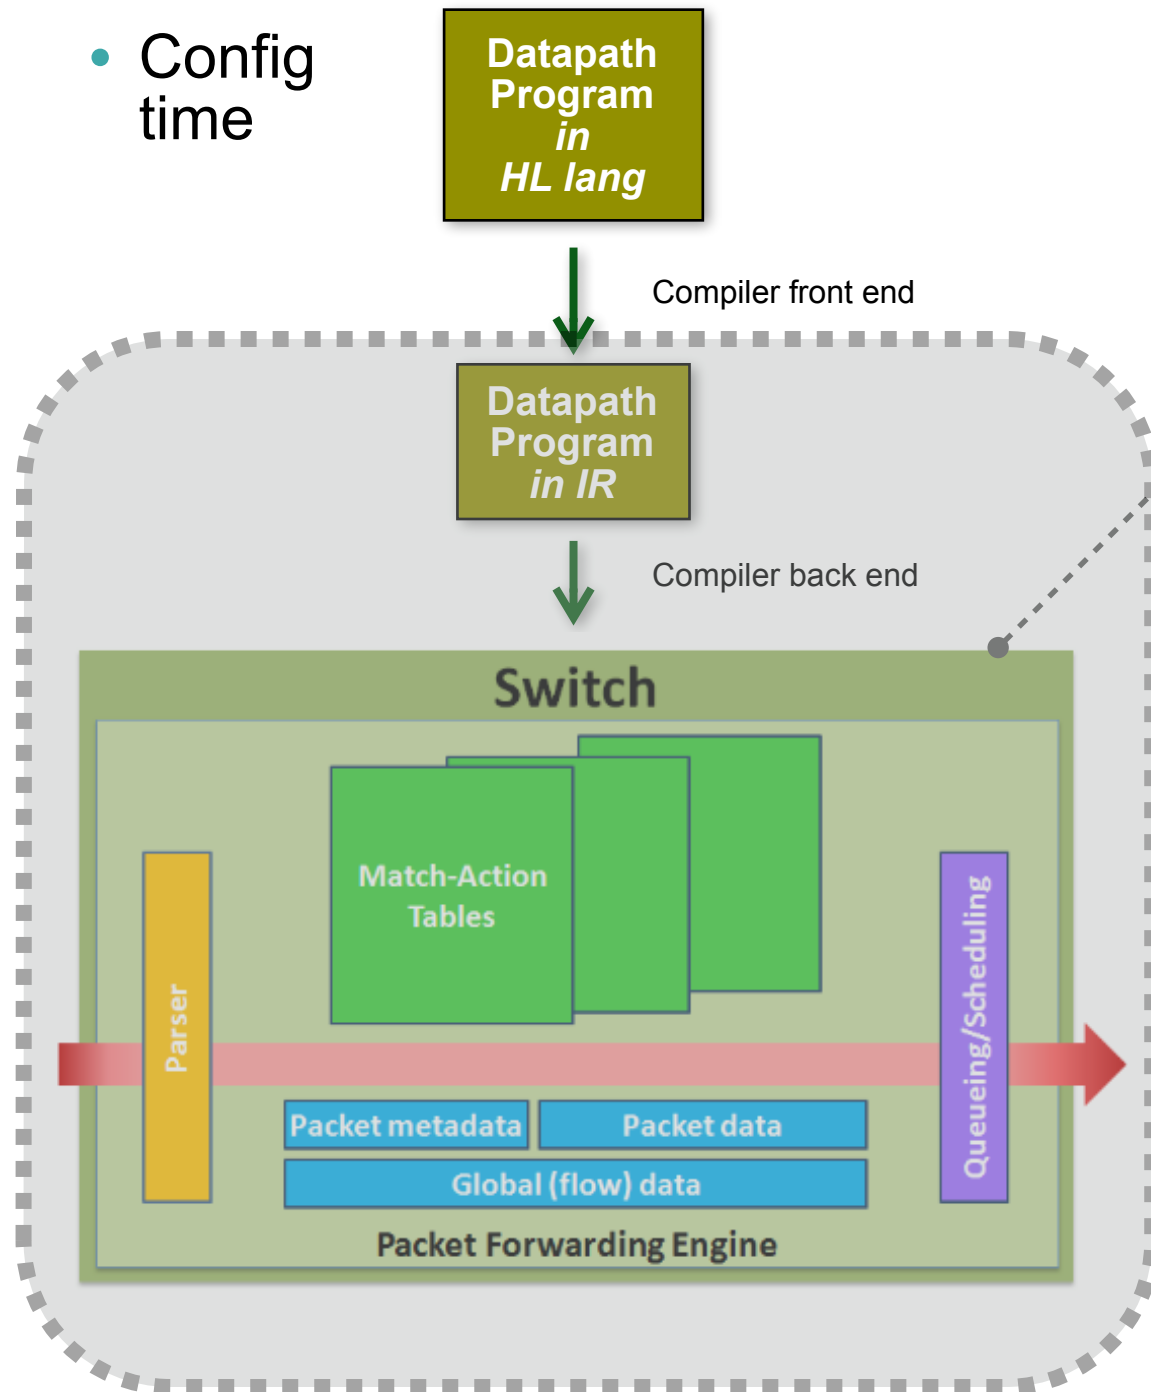 • Config
time
Datapath
Program
in
HL lang
Compiler front end
Datapath
Program
in IR
Compiler back end
Switch
Match-Action
Tables
Parser
Queueing/Scheduling
Packet metadata
Packet data
Global (flow) data
Packet Forwarding Engine